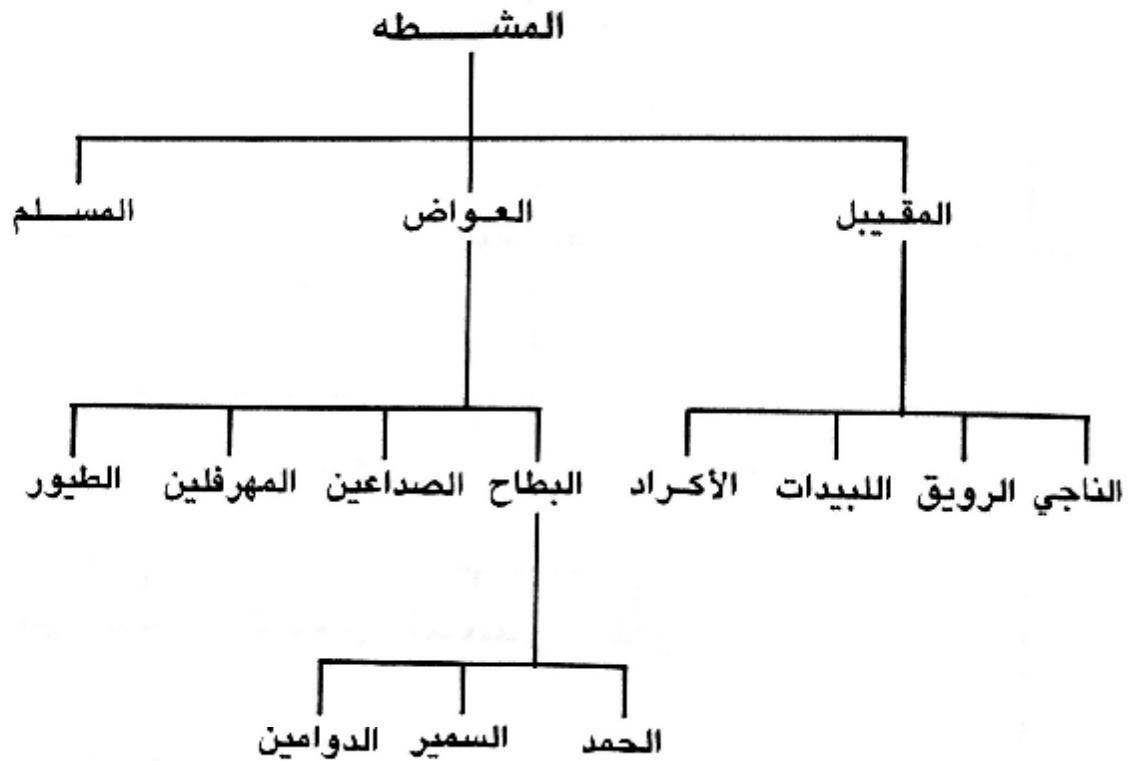 المشطه
المقيبل العواض المسلم
الناجي الرويق اللبيدات الأكراد البطاح الصداعين المهرفلين الطيور
الحمد السمير الدوامين